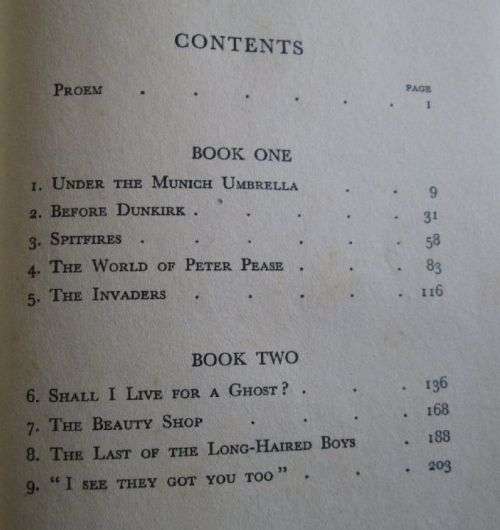 CONTENTS
PAGE
PROEM . . . . . . . 1
BOOK ONE
1. UNDER THE MUNICH UMBRELLA . . 9
2. BEFORE DUNKIRK . . . . . 31
3. SPITFIRES . . . . . . 58
4. THE WORLD OF PETER PEASE . . . 83
5. THE INVADERS . . . . . 116
BOOK TWO
6. SHALL I LIVE FOR A GHOST? . . . 136
7. THE BEAUTY SHOP . . . . 168
8. THE LAST OF THE LONG-HAIRED BOYS . 188
9. "I SEE THEY GOT YOU TOO" . . . 203